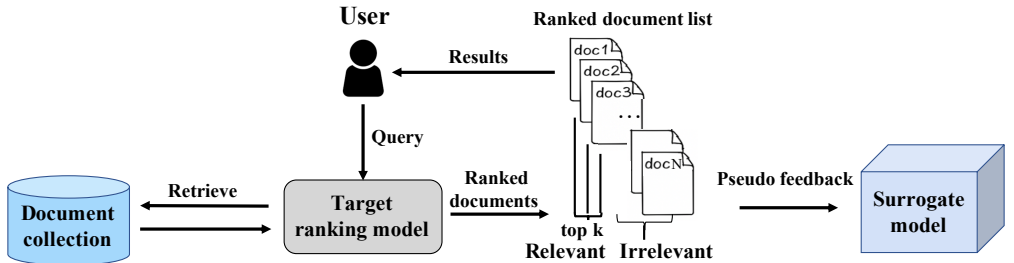 User
Ranked document list
Results
doc1
doc2
doc3
...
docN
Query
Retrieve
Document
collection
Target
ranking model
Ranked
documents
top k
Relevant
Irrelevant
Pseudo feedback
Surrogate
model